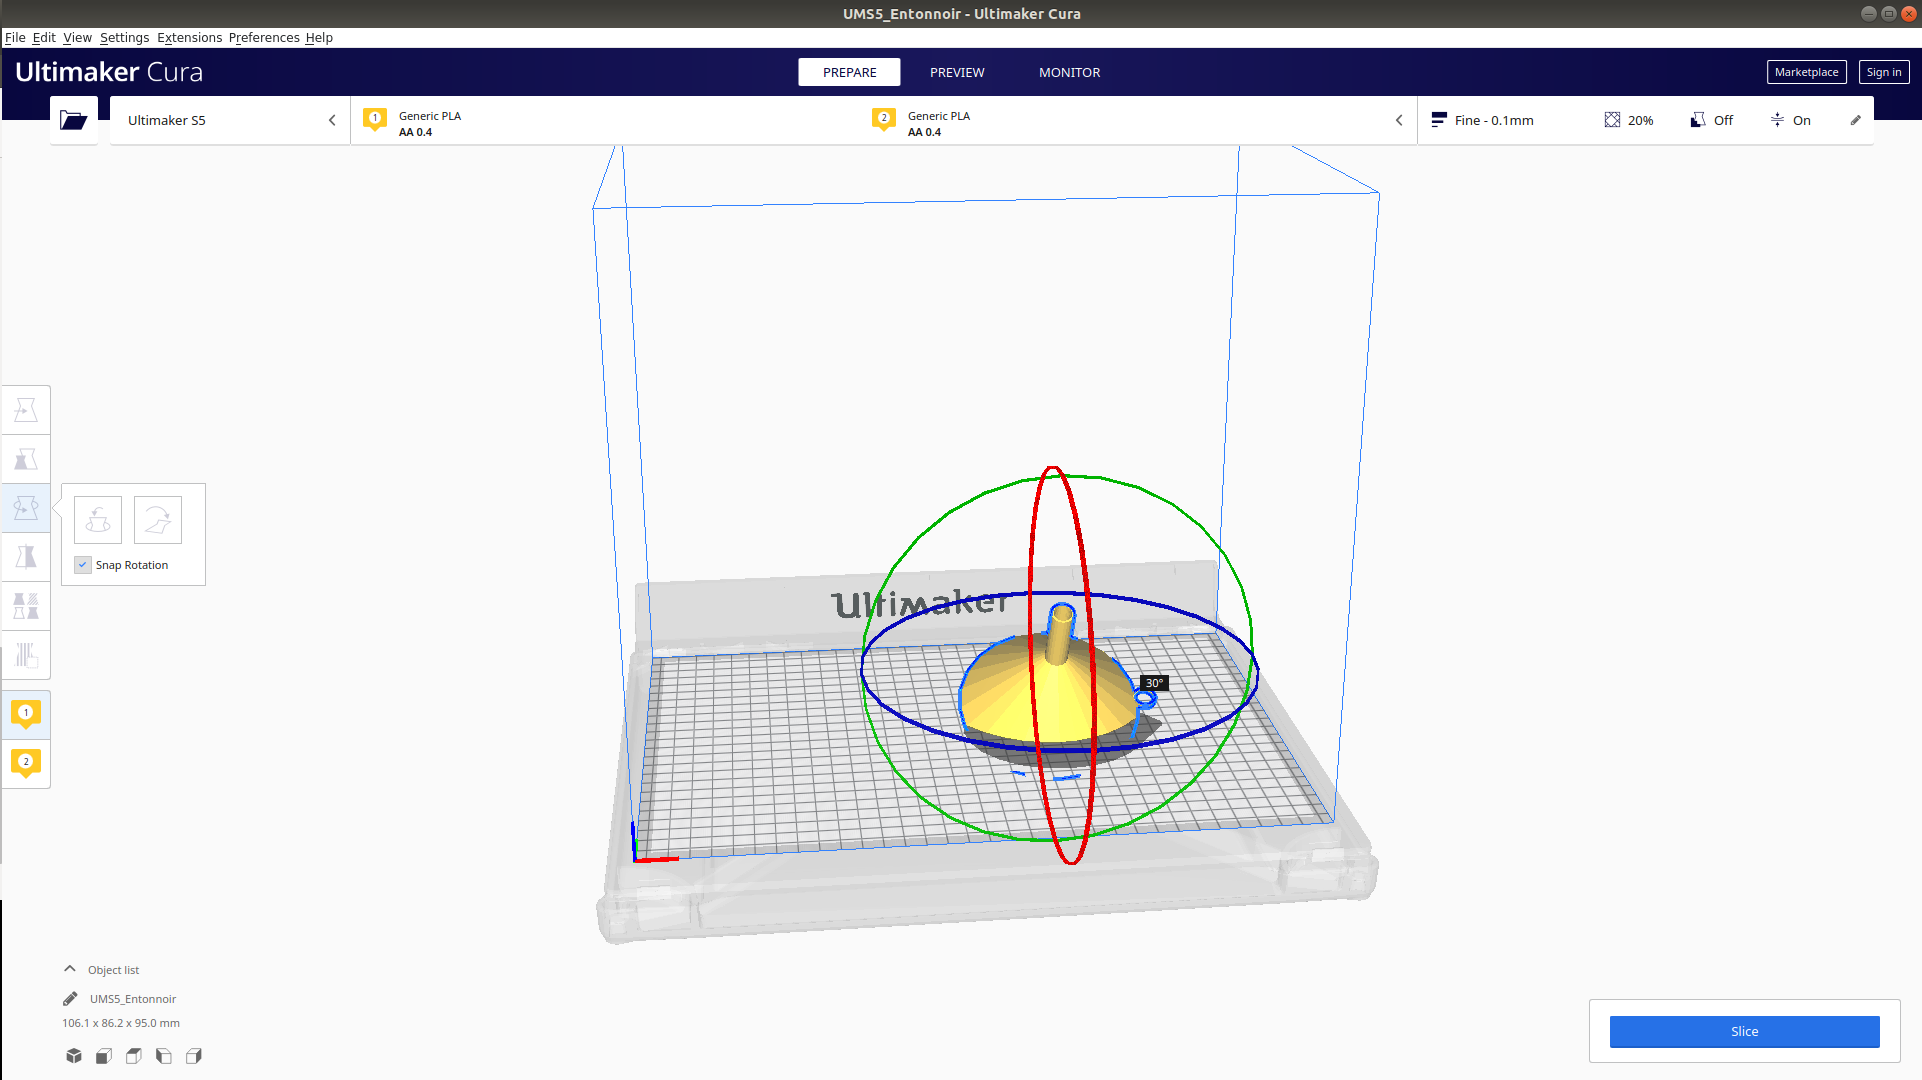 UMS5_Entonnoir - Ultimaker Cura
File Edit View Settings Extensions Preferences Help
Ultimaker Cura
PREPARE
PREVIEW
MONITOR
Marketplace
Sign in
Ultimaker S5
1
Generic PLA
AA 0.4
2
Generic PLA
AA 0.4
Fine - 0.1mm
20%
Off
On
Snap Rotation
Ultimaker
30°
1
2
Object list
UMS5_Entonnoir
106.1 x 86.2 x 95.0 mm
Slice